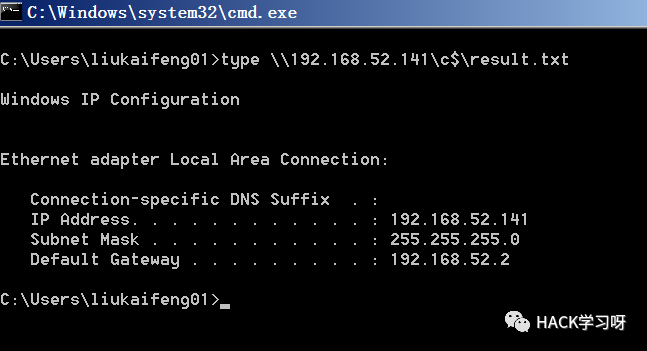 C:\Windows\system32\cmd.exe
C:\Users\liukaifeng01>type \\192.168.52.141\c$\result.txt
Windows IP Configuration
Ethernet adapter Local Area Connection:
Connection-specific DNS Suffix  . :
IP Address. . . . . . . . . . . . : 192.168.52.141
Subnet Mask . . . . . . . . . . . : 255.255.255.0
Default Gateway . . . . . . . . . : 192.168.52.2
C:\Users\liukaifeng01>_
HACK学习呀